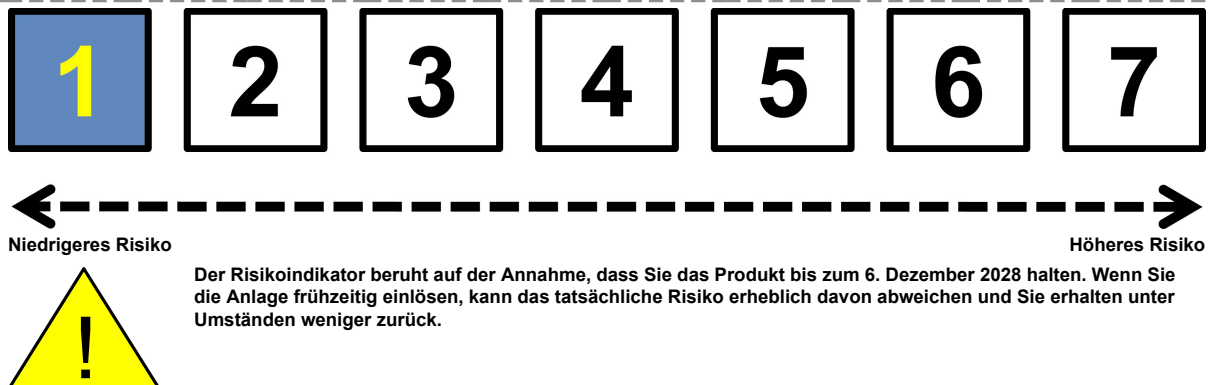 1 2 3 4 5 6 7
Niedrigeres Risiko Höheres Risiko
Der Risikoindikator beruht auf der Annahme, dass Sie das Produkt bis zum 6. Dezember 2028 halten. Wenn Sie
die Anlage frühzeitig einlösen, kann das tatsächliche Risiko erheblich davon abweichen und Sie erhalten unter
Umständen weniger zurück.
!